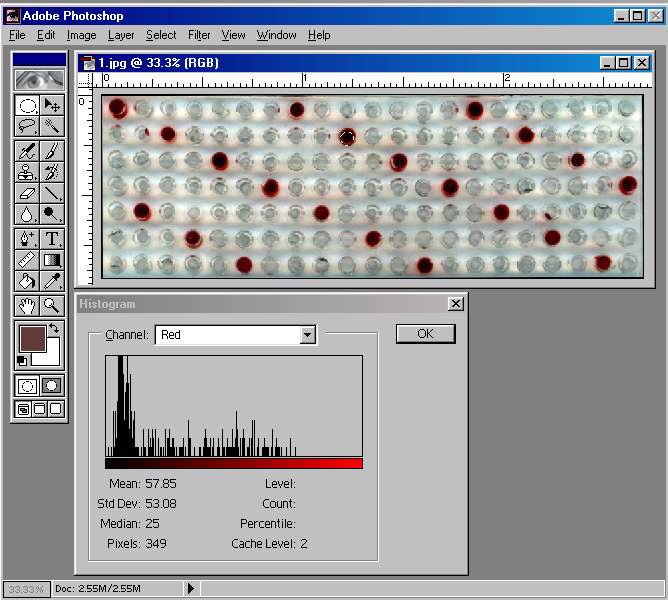 Adobe Photoshop
File Edit Image Layer Select Filter View Window Help
1.jpg @ 33.3% (RGB)
0 1 2
0
T
Histogram
Channel: Red
OK
Mean: 57.85 Level:
Std Dev: 53.08 Count:
Median: 25 Percentile:
Pixels: 349 Cache Level: 2
33.33% Doc: 2.55M/2.55M